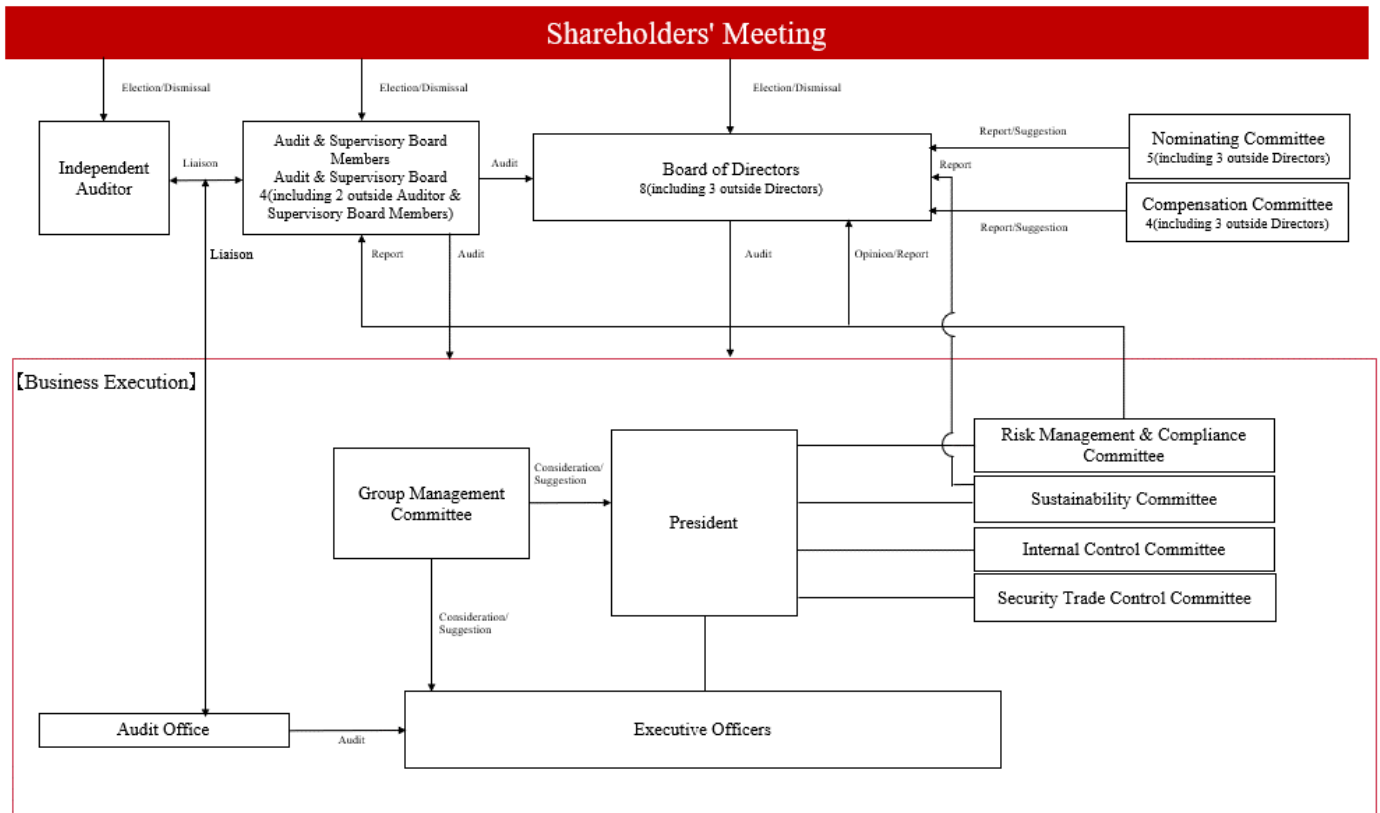 Shareholders' Meeting
Election/Dismissal
Election/Dismissal
Election/Dismissal
Independent
Auditor
Liaison
Audit & Supervisory Board
Members
Audit & Supervisory Board
4(including 2 outside Auditor &
Supervisory Board Members)
Audit
Board of Directors
8(including 3 outside Directors)
Report/Suggestion
Report
Nominating Committee
5(including 3 outside Directors)
Compensation Committee
4(including 3 outside Directors)
Report/Suggestion
Liaison
Report
Audit
Audit
Opinion/Report
【Business Execution】
Group Management
Committee
Consideration/
Suggestion
President
Risk Management & Compliance
Committee
Sustainability Committee
Internal Control Committee
Security Trade Control Committee
Consideration/
Suggestion
Audit Office
Audit
Executive Officers